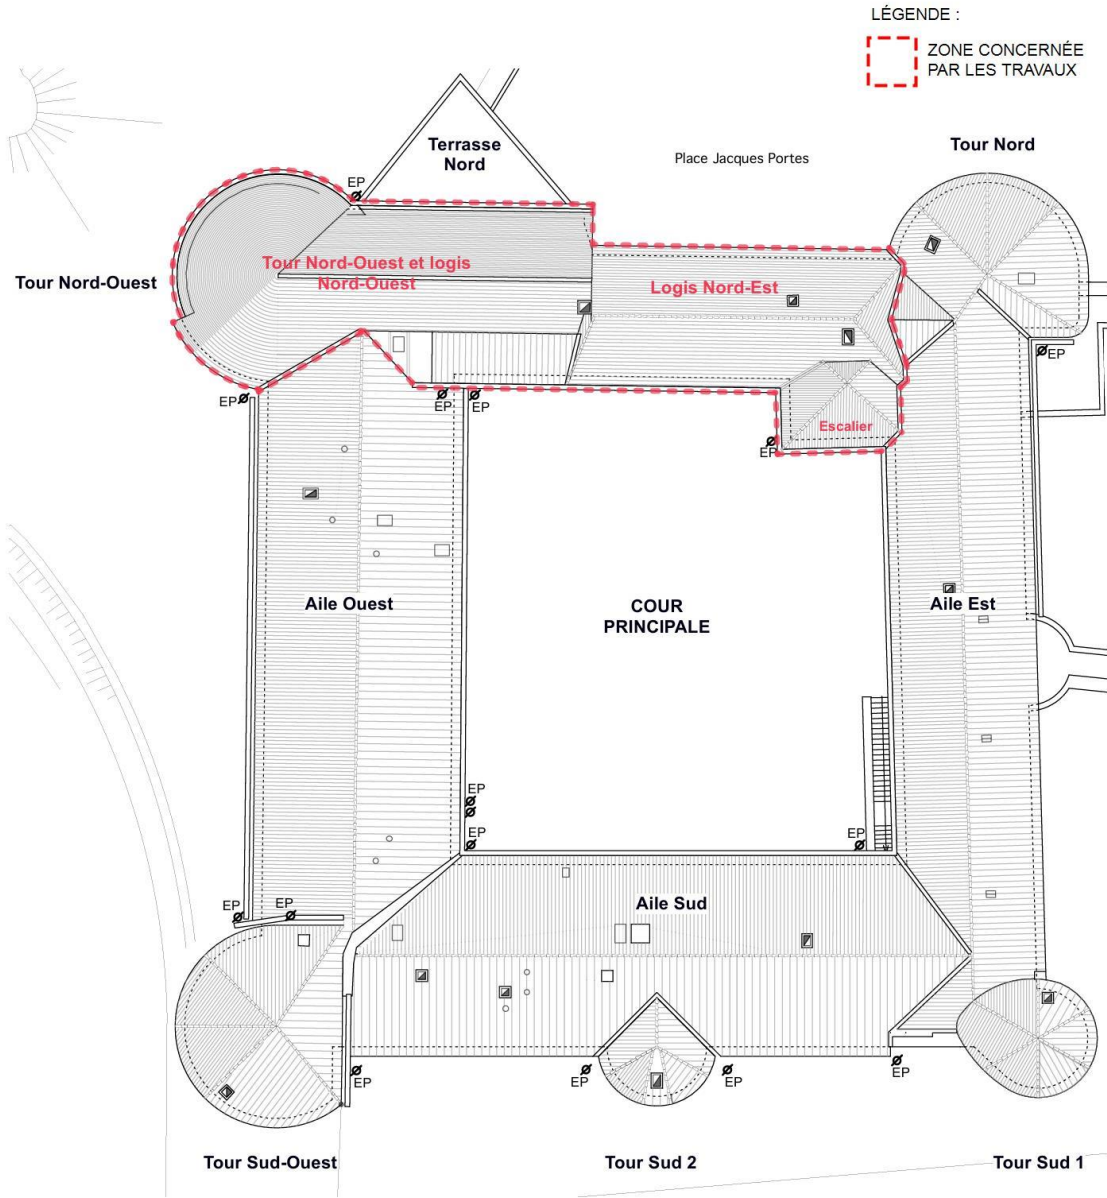 LÉGENDE :
ZONE CONCERNÉE
PAR LES TRAVAUX
Terrasse
Nord
Place Jacques Portes
Tour Nord
EP
Tour Nord-Ouest
Tour Nord-Ouest et logis
Nord-Ouest
Logis Nord-Est
EP
EP
EP
EP
Escalier
EP
Aile Ouest
COUR
PRINCIPALE
Aile Est
EP
EP
EP
EP
EP
Aile Sud
EP
EP
EP
EP
Tour Sud-Ouest
Tour Sud 2
Tour Sud 1